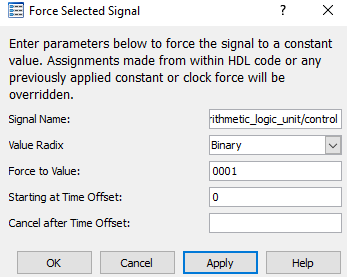 Force Selected Signal
Enter parameters below to force the signal to a constant
value. Assignments made from within HDL code or any
previously applied constant or clock force will be
overridden.
Signal Name: rithmetic_logic_unit/control
Value Radix Binary
Force to Value: 0001
Starting at Time Offset: 0
Cancel after Time Offset:
OK Cancel Apply Help